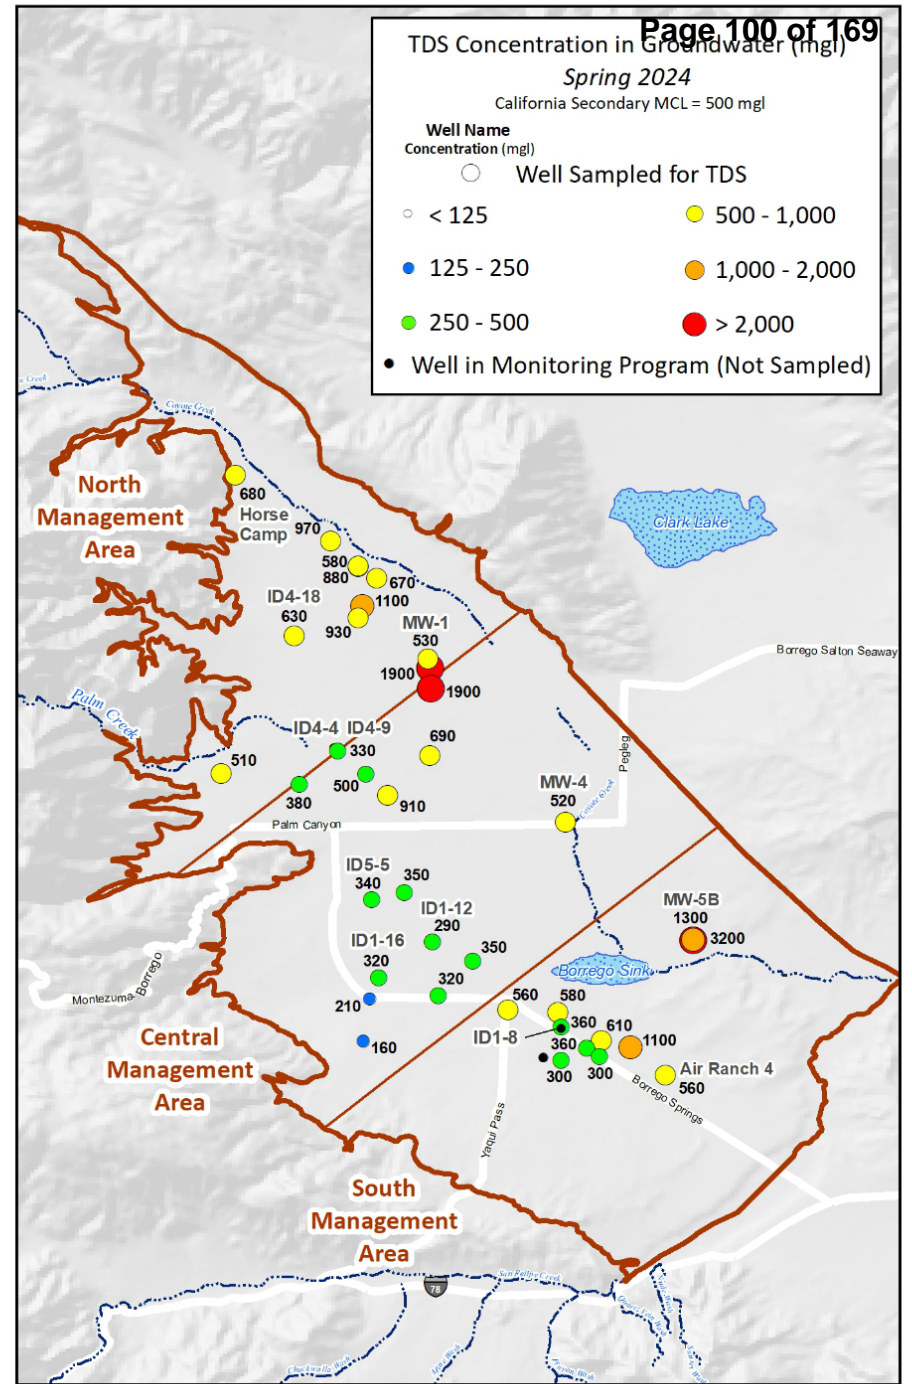 Page 100 of 169
TDS Concentration in Groundwater (mgl)
Spring 2024
California Secondary MCL = 500 mgl
Well Name
Concentration (mgl)
Well Sampled for TDS
< 125
500 - 1,000
125 - 250
1,000 - 2,000
250 - 500
> 2,000
Well in Monitoring Program (Not Sampled)
Creek
Coyote Creek
North
Management
Area
680
Horse
Camp
970
580
880
670
1100
930
ID4-18
630
MW-1
530
1900
1900
Clark Lake
Borrego Salton Seaway
Pegleg
Palm Creek
510
ID4-4
ID4-9
330
380
500
690
910
MW-4
520
Palm Canyon
ID5-5
340
350
ID1-12
290
ID1-16
320
350
320
210
160
MW-5B
1300
3200
Borrego Sink
Montezuma
Borrego
Central
Management
Area
560
580
ID1-8
360
360
610
1100
300
300
Air Ranch 4
560
Borrego Springs
Yaqui Pass
South
Management
Area
San Felipe Creek
78
Chuckwalla Wash